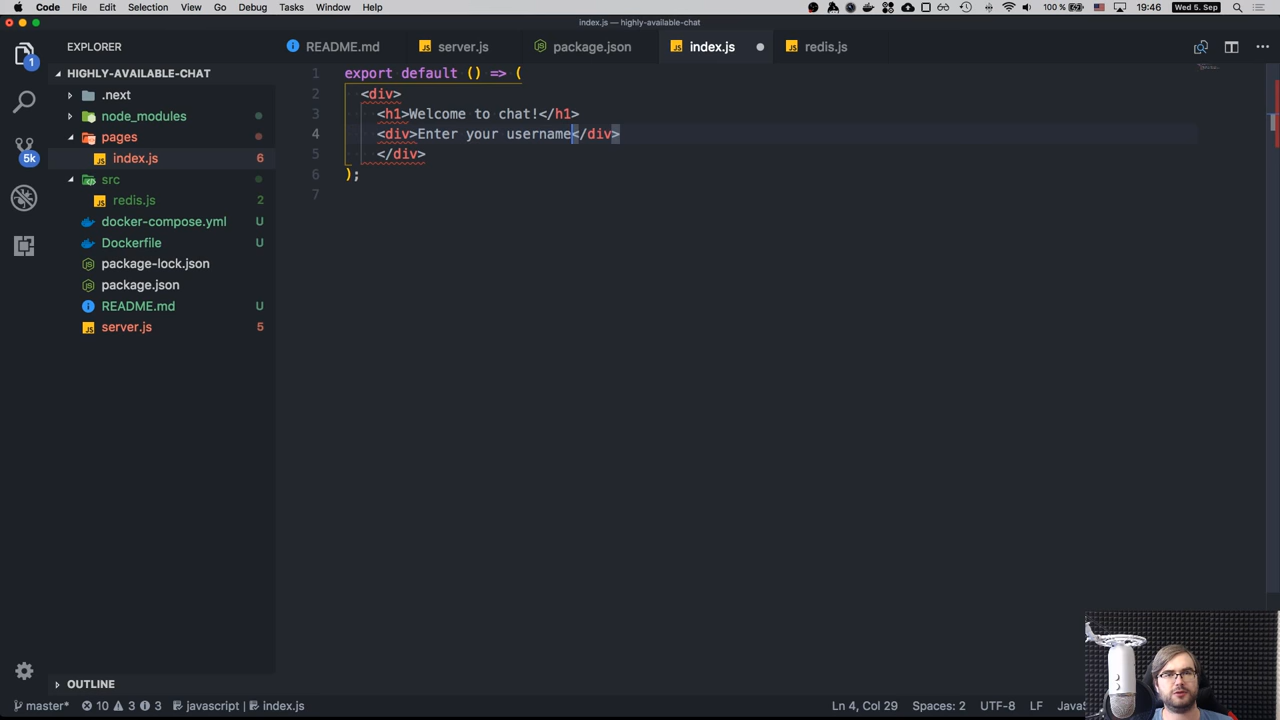 Code File Edit Selection View Go Debug Tasks Window Help 100 % 19:46 Wed 5. Sep
index.js — highly-available-chat
EXPLORER
README.md
server.js
package.json
index.js
redis.js
1
5k
HIGHLY-AVAILABLE-CHAT
.next
node_modules
pages
index.js 6
src
redis.js 2
docker-compose.yml U
Dockerfile U
package-lock.json
package.json
README.md U
server.js 5
OUTLINE
1 export default () => (
2 <div>
3 <h1>Welcome to chat!</h1>
4 <div>Enter your username</div>
5 </div>
6 );
7
master* 10 3 3 javascript | index.js Ln 4, Col 29 Spaces: 2 UTF-8 LF